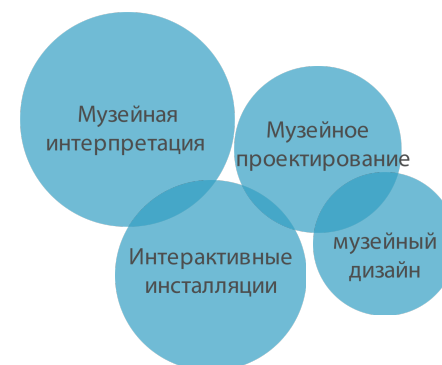 Музейная
интерпретация
Музейное
проектирование
Интерактивные
инсталляции
музейный
дизайн